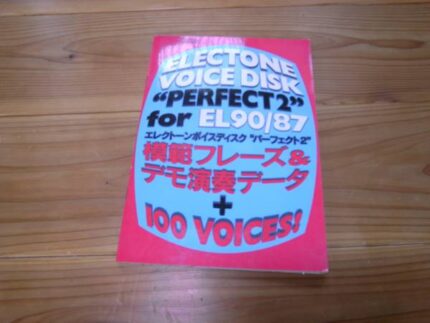 ELECTONE
VOICE DISK
“PERFECT2”
for EL90/87
エレクトーンボイスディスク “パーフェクト2”
模範フレーズ&
デモ演奏データ
+
100 VOICES!